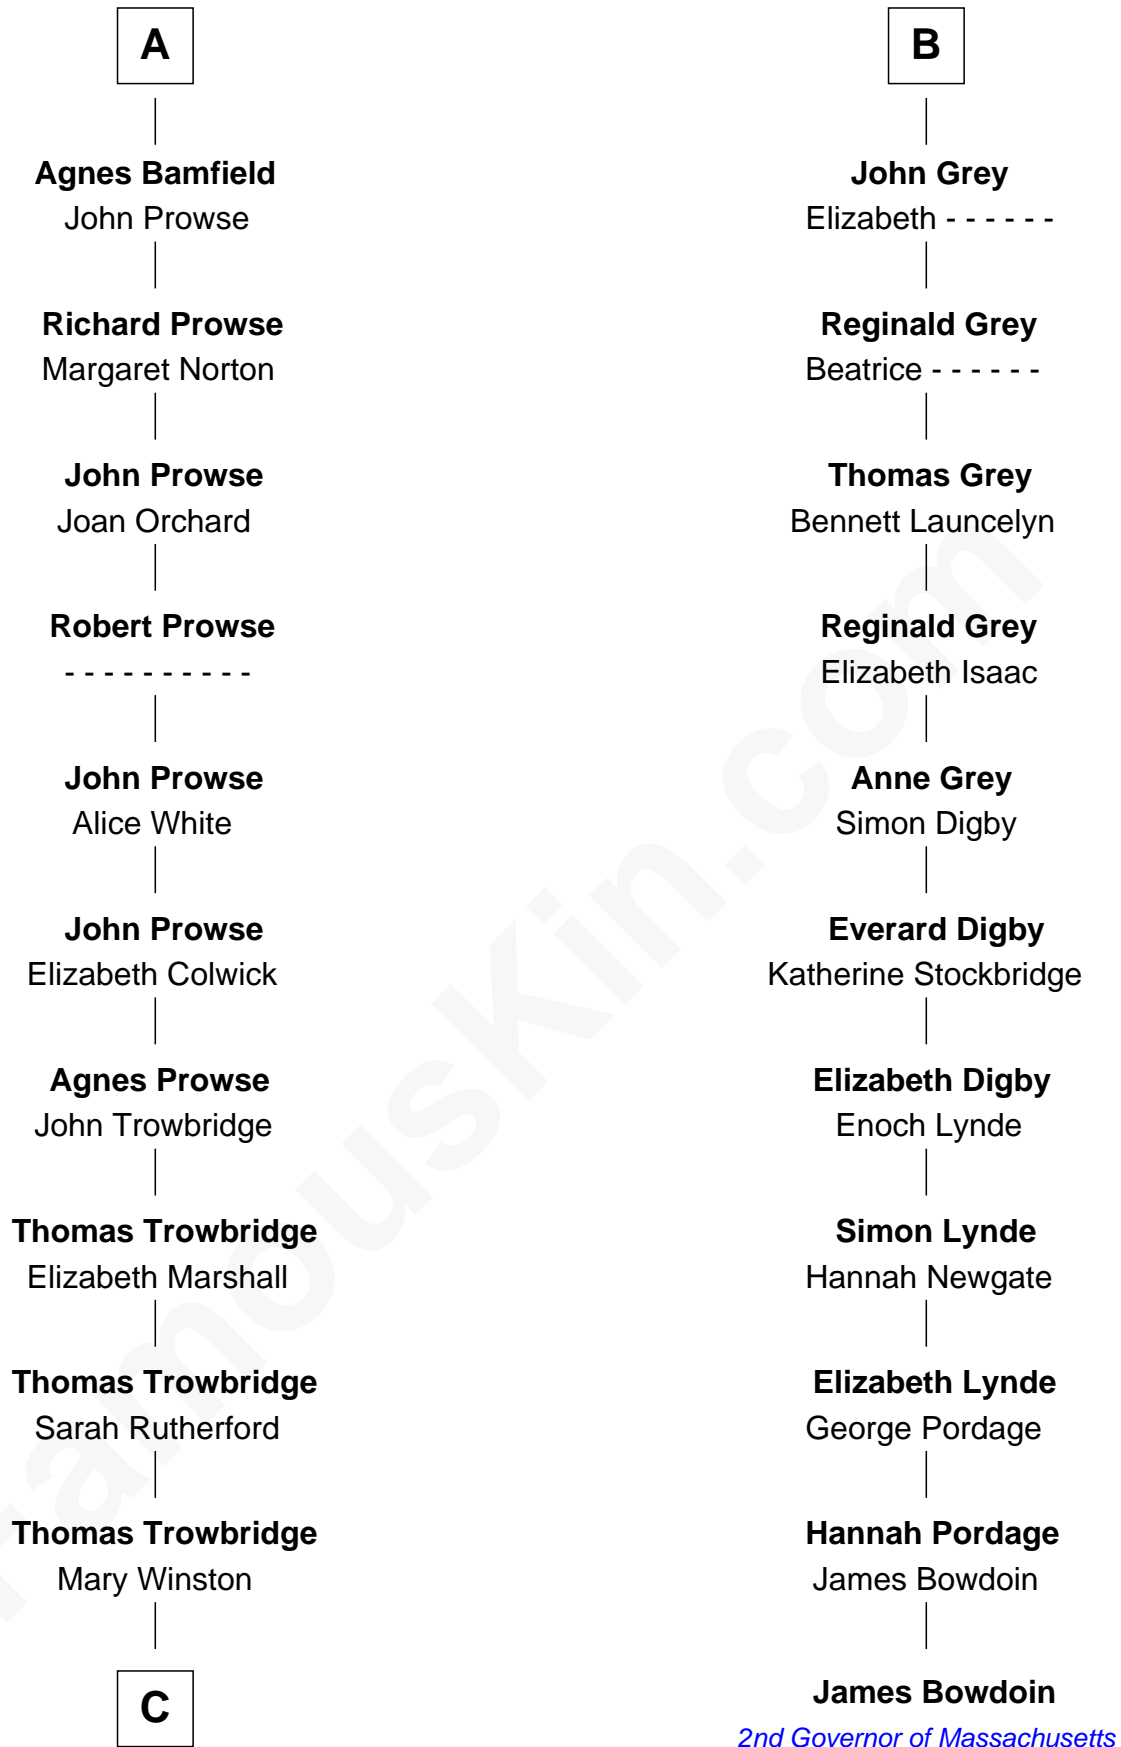 A
Agnes Bamfield
John Prowse
Richard Prowse
Margaret Norton
John Prowse
Joan Orchard
Robert Prowse
- - - - - - - - - -
John Prowse
Alice White
John Prowse
Elizabeth Colwick
Agnes Prowse
John Trowbridge
Thomas Trowbridge
Elizabeth Marshall
Thomas Trowbridge
Sarah Rutherford
Thomas Trowbridge
Mary Winston
C
B
John Grey
Elizabeth - - - - - -
Reginald Grey
Beatrice - - - - - -
Thomas Grey
Bennett Launcelyn
Reginald Grey
Elizabeth Isaac
Anne Grey
Simon Digby
Everard Digby
Katherine Stockbridge
Elizabeth Digby
Enoch Lynde
Simon Lynde
Hannah Newgate
Elizabeth Lynde
George Pordage
Hannah Pordage
James Bowdoin
James Bowdoin
2nd Governor of Massachusetts
FamousKin.com